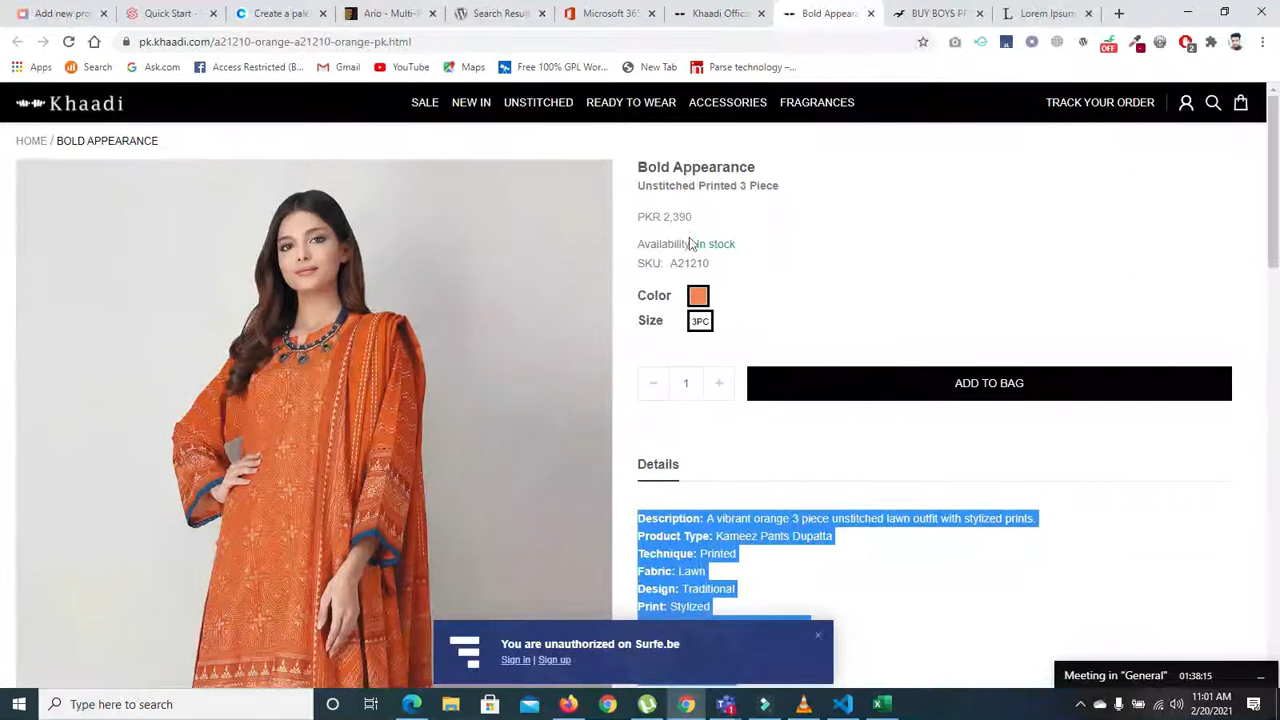 Add new pro
Quick Start -
Create a pale
Ario - Multi-P
Search Resul
Microsoft 365
Khaadi Offici
Bold Appeara
BUY BOYS PR
Lorem Ipsum
pk.khaadi.com/a21210-orange-a21210-orange-pk.html
OFF
2
Apps
Search
Ask.com
Access Restricted (B...
Gmail
YouTube
Maps
Free 100% GPL Wor...
New Tab
Parse technology –...
Khaadi
SALE
NEW IN
UNSTITCHED
READY TO WEAR
ACCESSORIES
FRAGRANCES
TRACK YOUR ORDER
HOME / BOLD APPEARANCE
Bold Appearance
Unstitched Printed 3 Piece
PKR 2,390
Availability In stock
SKU: A21210
Color
Size 3PC
− 1 +
ADD TO BAG
Details
Description: A vibrant orange 3 piece unstitched lawn outfit with stylized prints.
Product Type: Kameez Pants Dupatta
Technique: Printed
Fabric: Lawn
Design: Traditional
Print: Stylized
You are unauthorized on Surfe.be
Sign in | Sign up
Meeting in "General" 01:38:15
Type here to search
11:01 AM
2/20/2021